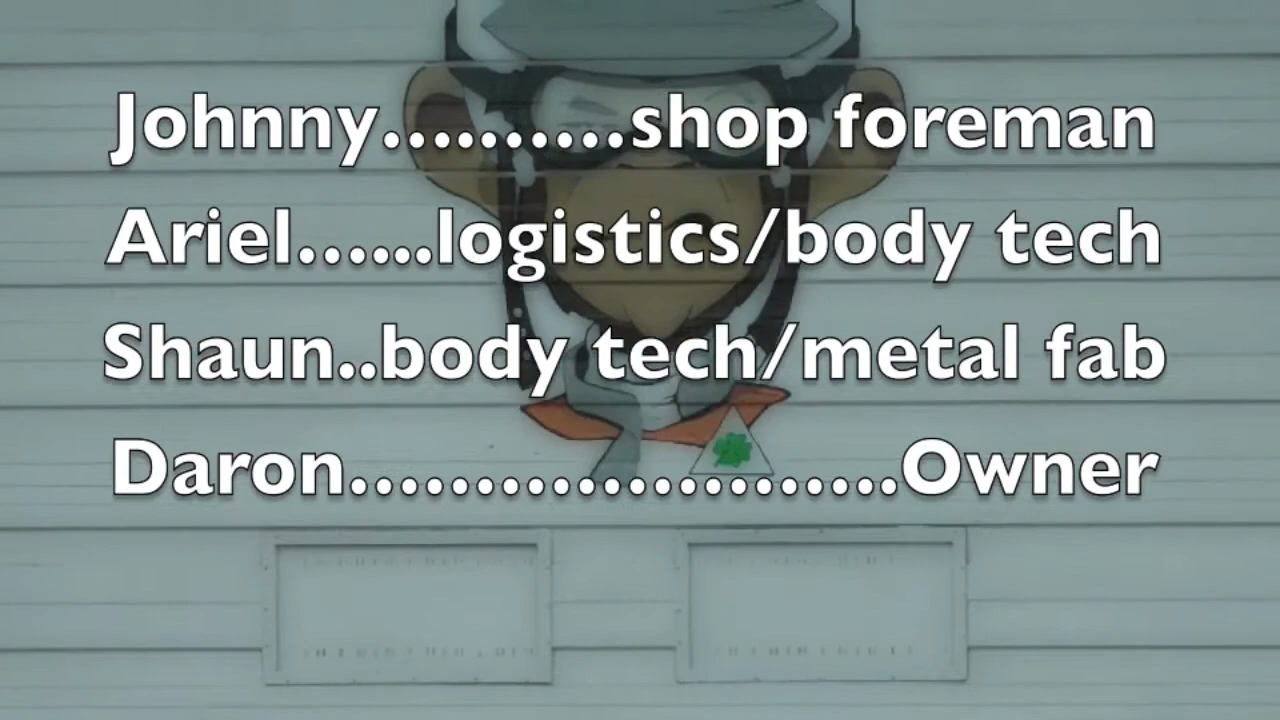 Johnny..........shop foreman
Ariel......logistics/body tech
Shaun..body tech/metal fab
Daron......................Owner